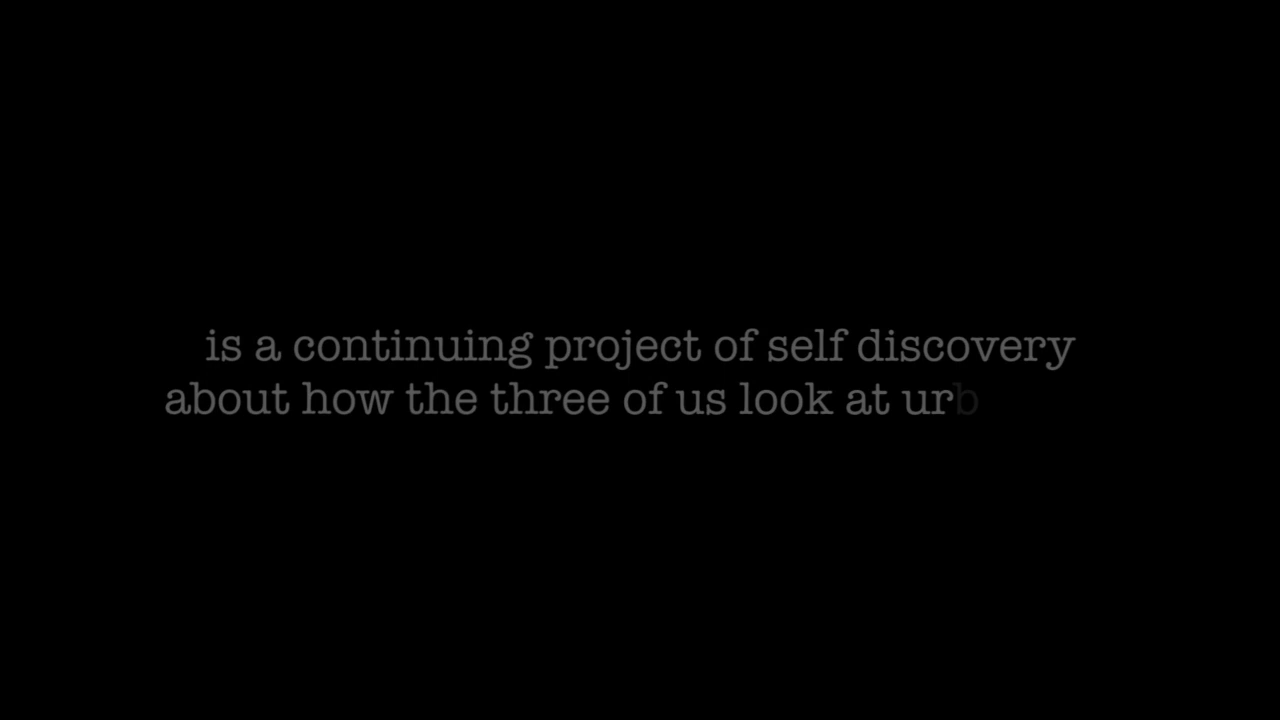 is a continuing project of self discovery
about how the three of us look at urb